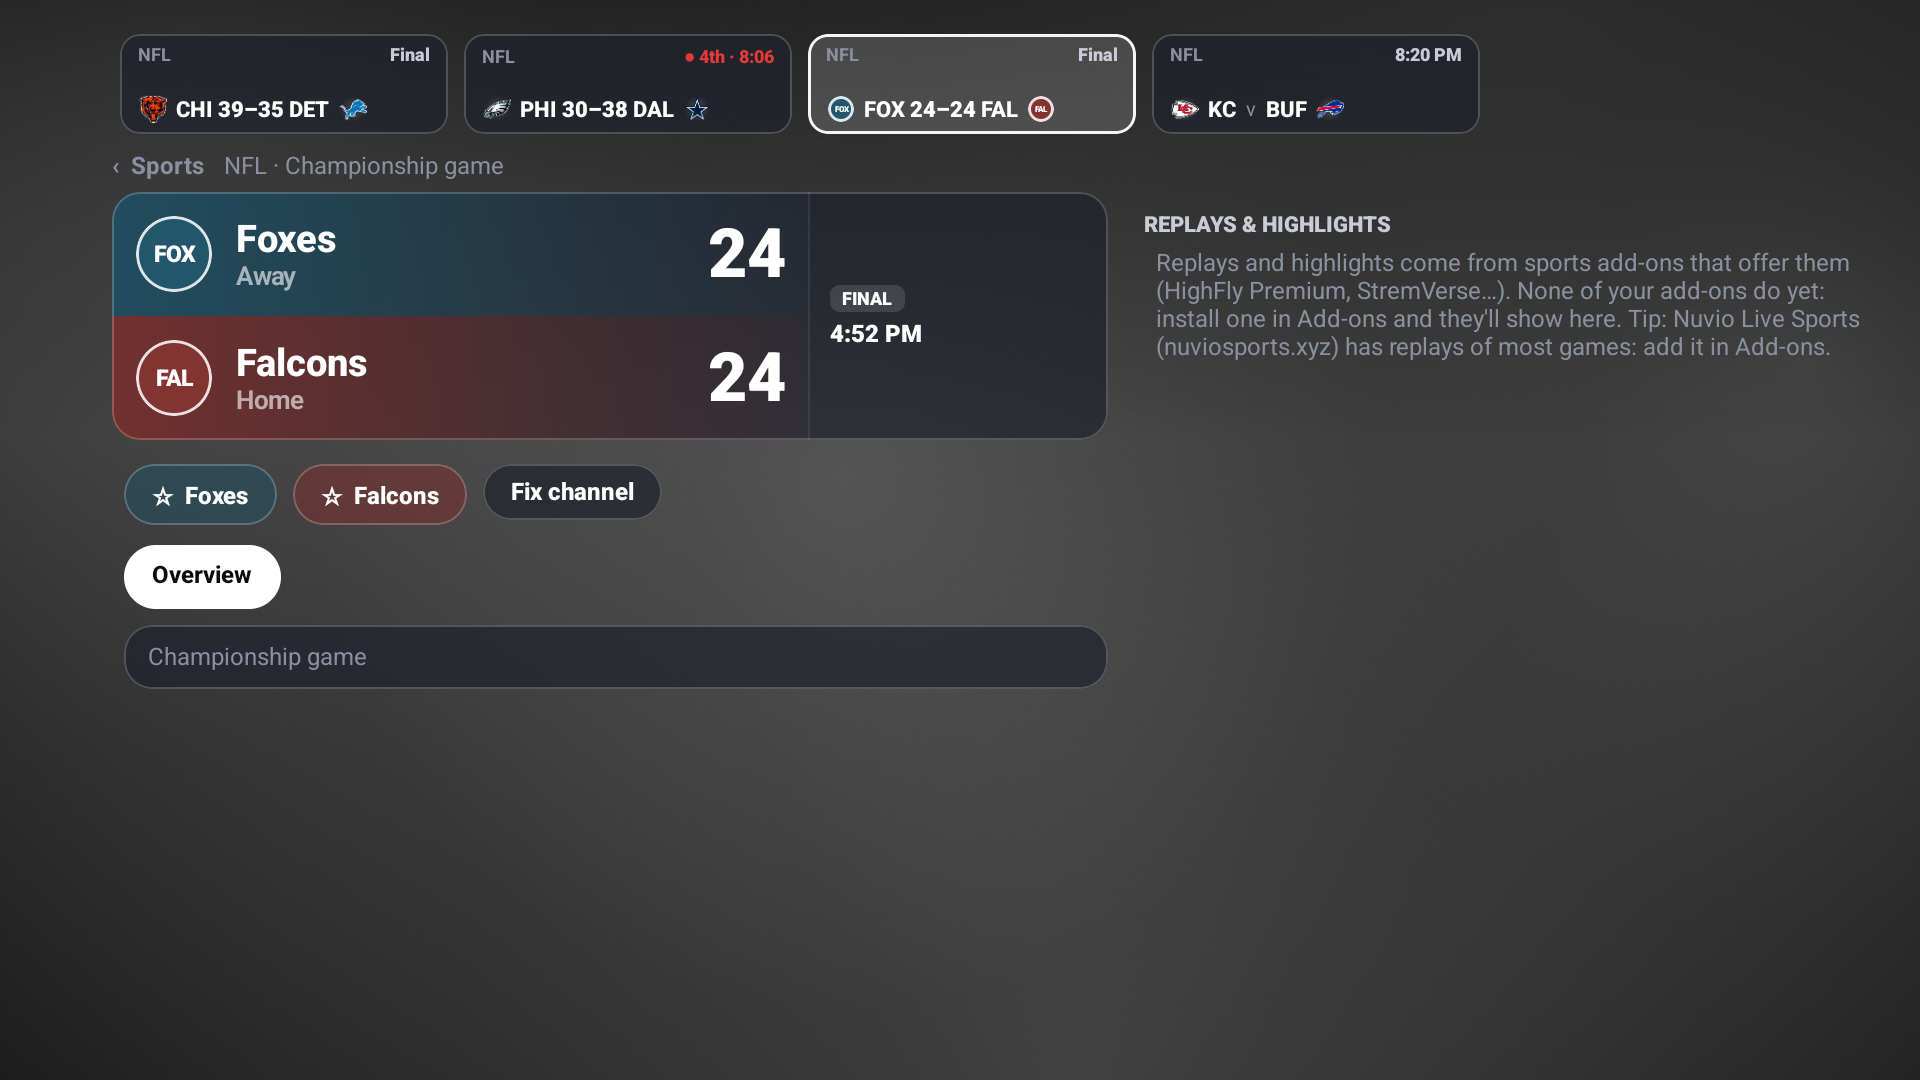 NFL Final
CHI 39–35 DET
NFL ● 4th · 8:06
PHI 30–38 DAL
NFL Final
FOX FOX 24–24 FAL FAL
NFL 8:20 PM
KC v BUF
‹ Sports NFL · Championship game
FOX Foxes 24
Away
FAL Falcons 24
Home
FINAL
4:52 PM
REPLAYS & HIGHLIGHTS
Replays and highlights come from sports add-ons that offer them
(HighFly Premium, StremVerse…). None of your add-ons do yet:
install one in Add-ons and they'll show here. Tip: Nuvio Live Sports
(nuviosports.xyz) has replays of most games: add it in Add-ons.
☆ Foxes ☆ Falcons Fix channel
Overview
Championship game